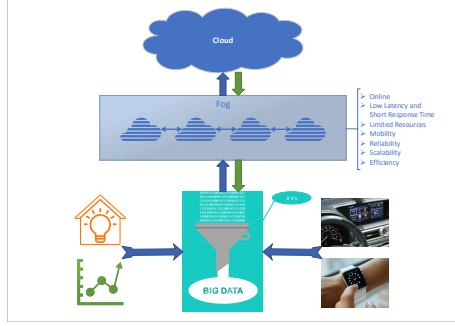 Cloud
Fog
Online
Low Latency and
Short Response Time
Limited Resources
Mobility
Reliability
Scalability
Efficiency
BIG DATA